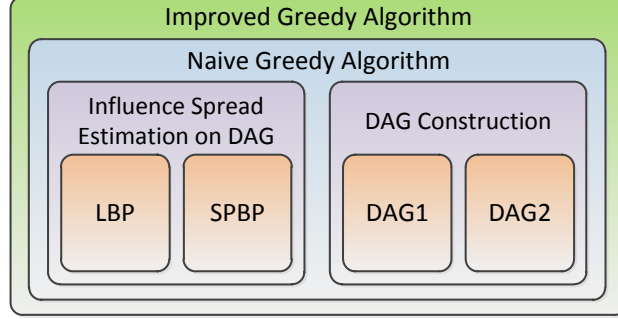 Improved Greedy Algorithm
Naive Greedy Algorithm
Influence Spread
Estimation on DAG
DAG Construction
LBP
SPBP
DAG1
DAG2